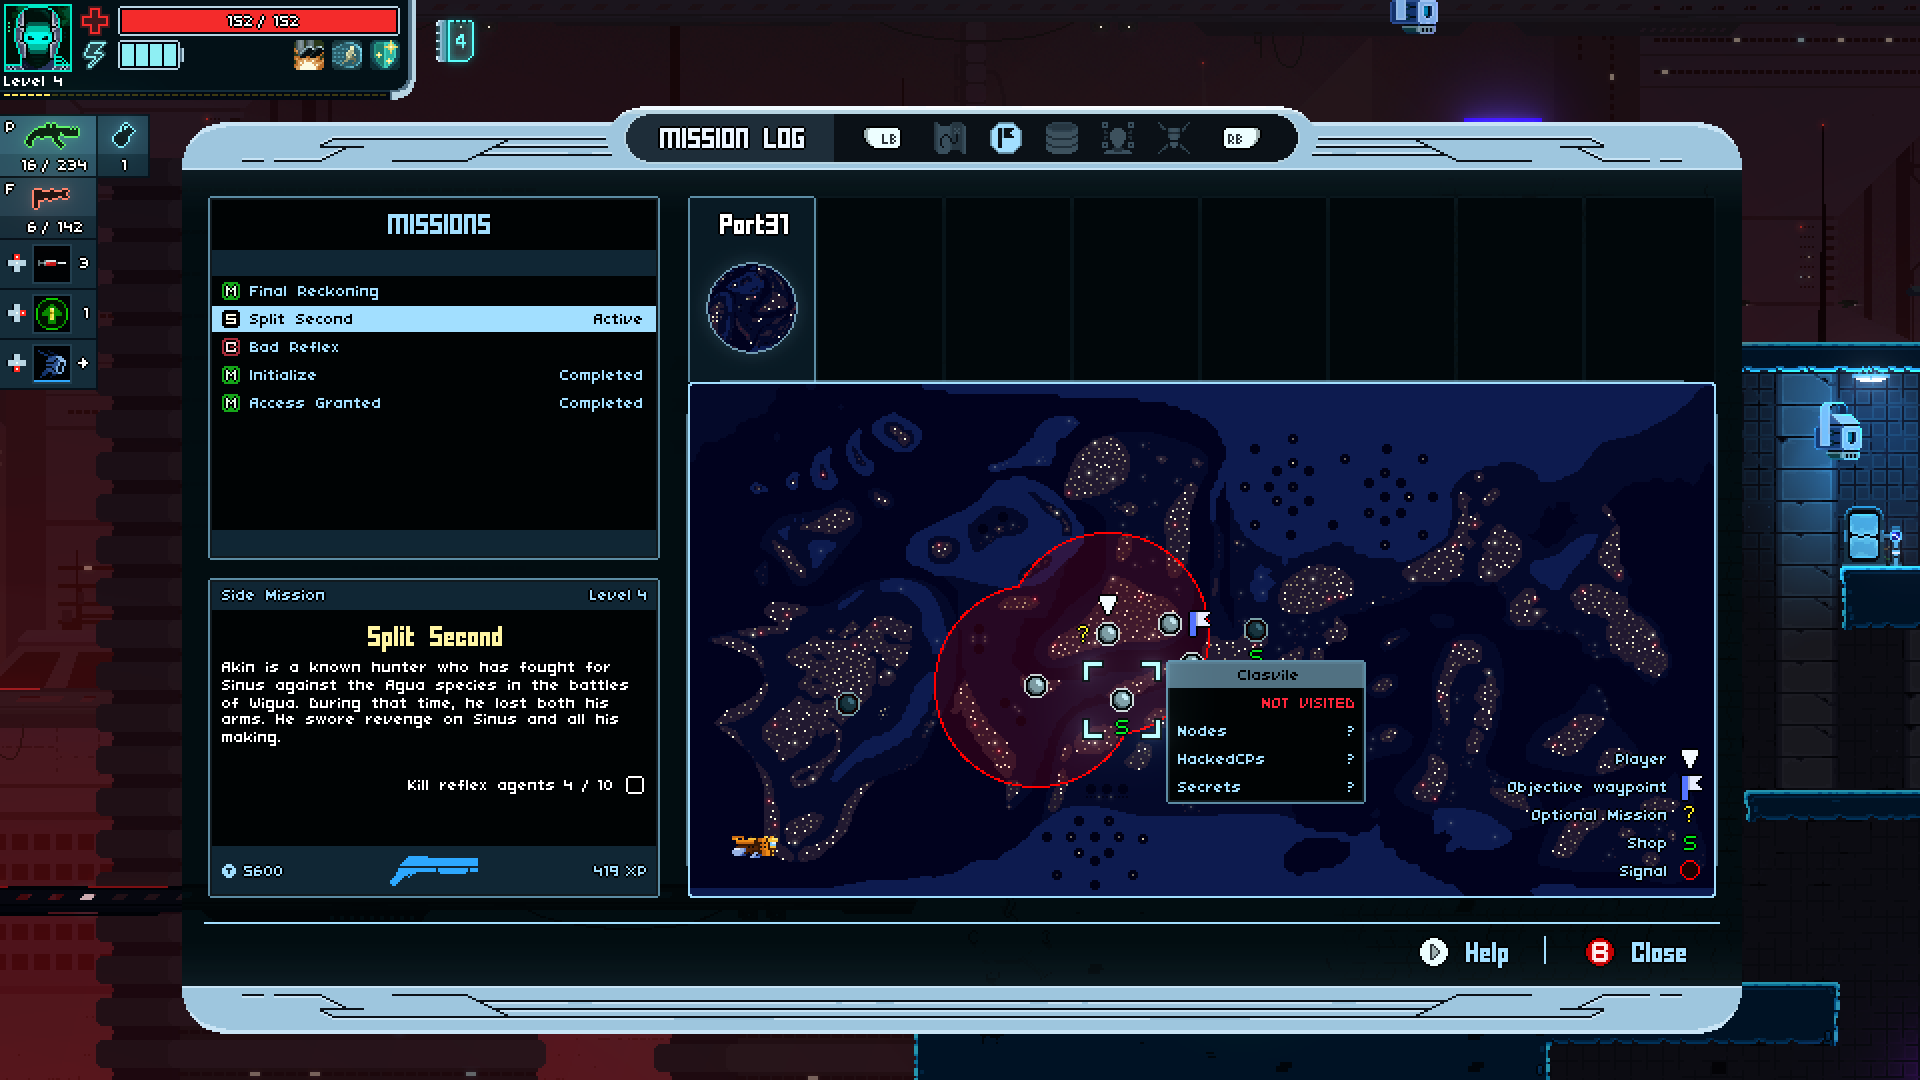 152 / 152
4
Level 4
P
16 / 234
1
F
6 / 142
3
1
+
MISSION LOG
LB
RB
MISSIONS
M Final Reckoning
S Split Second Active
B Bad Reflex
M Initialize Completed
M Access Granted Completed
Side Mission Level 4
Split Second
Akin is a known hunter who has fought for
Sinus against the Aqua species in the battles
of Wigua. During that time, he lost both his
arms. He swore revenge on Sinus and all his
making.
Kill reflex agents 4 / 10
5600
419 XP
Port31
?
S
S
Clasvile
NOT VISITED
Nodes ?
HackedCPs ?
Secrets ?
Player
Objective waypoint
Optional Mission ?
Shop S
Signal
Help
B Close